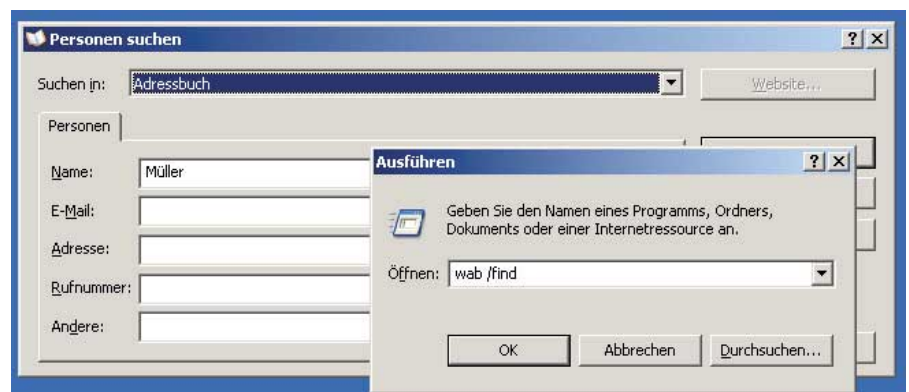 Personen suchen
Suchen in: Adressbuch Website...
Personen
Name: Müller
E-Mail:
Adresse:
Rufnummer:
Andere:
Ausführen
Geben Sie den Namen eines Programms, Ordners,
Dokuments oder einer Internetressource an.
Öffnen: wab /find
OK Abbrechen Durchsuchen...